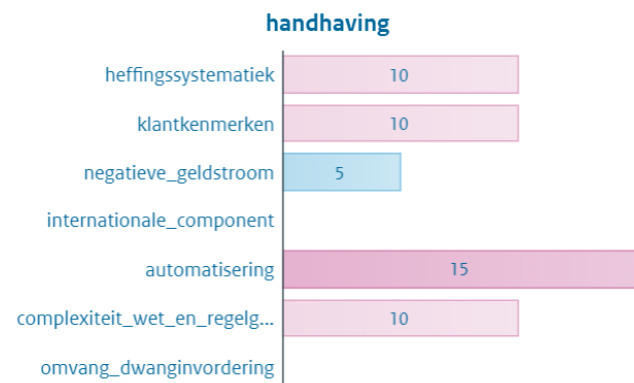 handhaving
heffingssystematiek 10
klantkenmerken 10
negatieve_geldstroom 5
internationale_component
automatisering 15
complexiteit_wet_en_regelg... 10
omvang_dwanginvordering